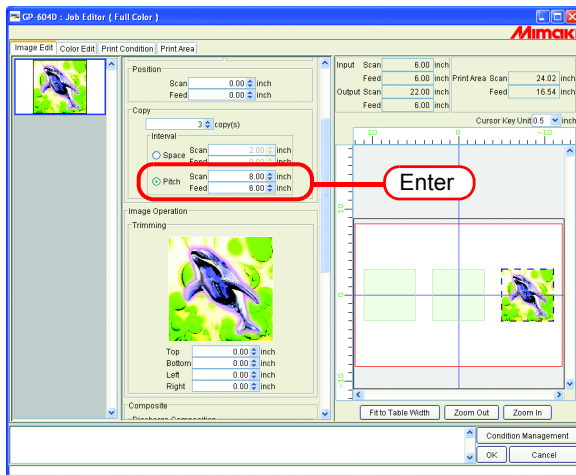 GP-604D : Job Editor ( Full Color )
Mimaki
Image Edit Color Edit Print Condition Print Area
Position
Scan 0.00 inch
Feed 0.00 inch
Copy
3 copy(s)
Interval
Space
Scan 2.00 inch
Feed 0.00 inch
Pitch
Scan 8.00 inch
Feed 6.00 inch
Enter
Image Operation
Trimming
Top 0.00 inch
Bottom 0.00 inch
Left 0.00 inch
Right 0.00 inch
Composite
Discharge Composition
Input Scan 6.00 inch
Feed 6.00 inch
Print Area Scan 24.02 inch
Output Scan 22.00 inch
Feed 16.54 inch
Feed 6.00 inch
Cursor Key Unit 0.5 inch
10 0 -10
9
0
-10
Fit to Table Width Zoom Out Zoom In
Condition Management
OK Cancel